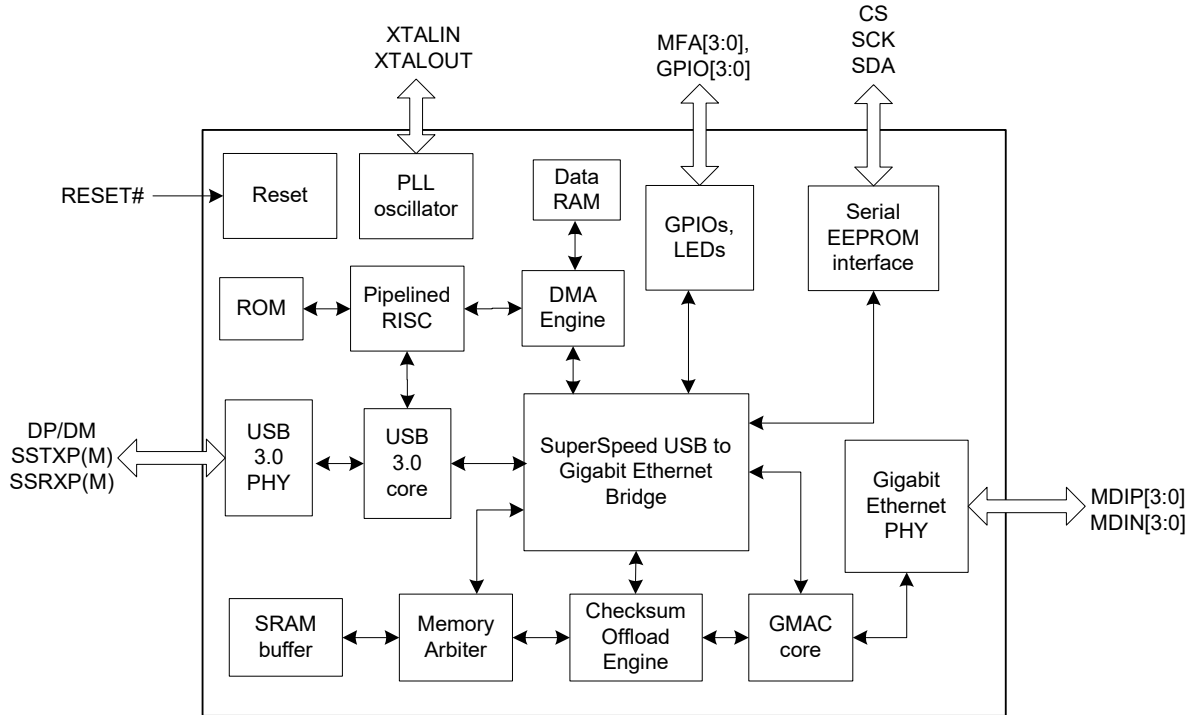 XTALIN
XTALOUT
MFA[3:0],
GPIO[3:0]
CS
SCK
SDA
RESET#
Reset
PLL
oscillator
Data
RAM
GPIOs,
LEDs
Serial
EEPROM
interface
ROM
Pipelined
RISC
DMA
Engine
DP/DM
SSTXP(M)
SSRXP(M)
USB
3.0
PHY
USB
3.0
core
SuperSpeed USB to
Gigabit Ethernet
Bridge
Gigabit
Ethernet
PHY
MDIP[3:0]
MDIN[3:0]
SRAM
buffer
Memory
Arbiter
Checksum
Offload
Engine
GMAC
core